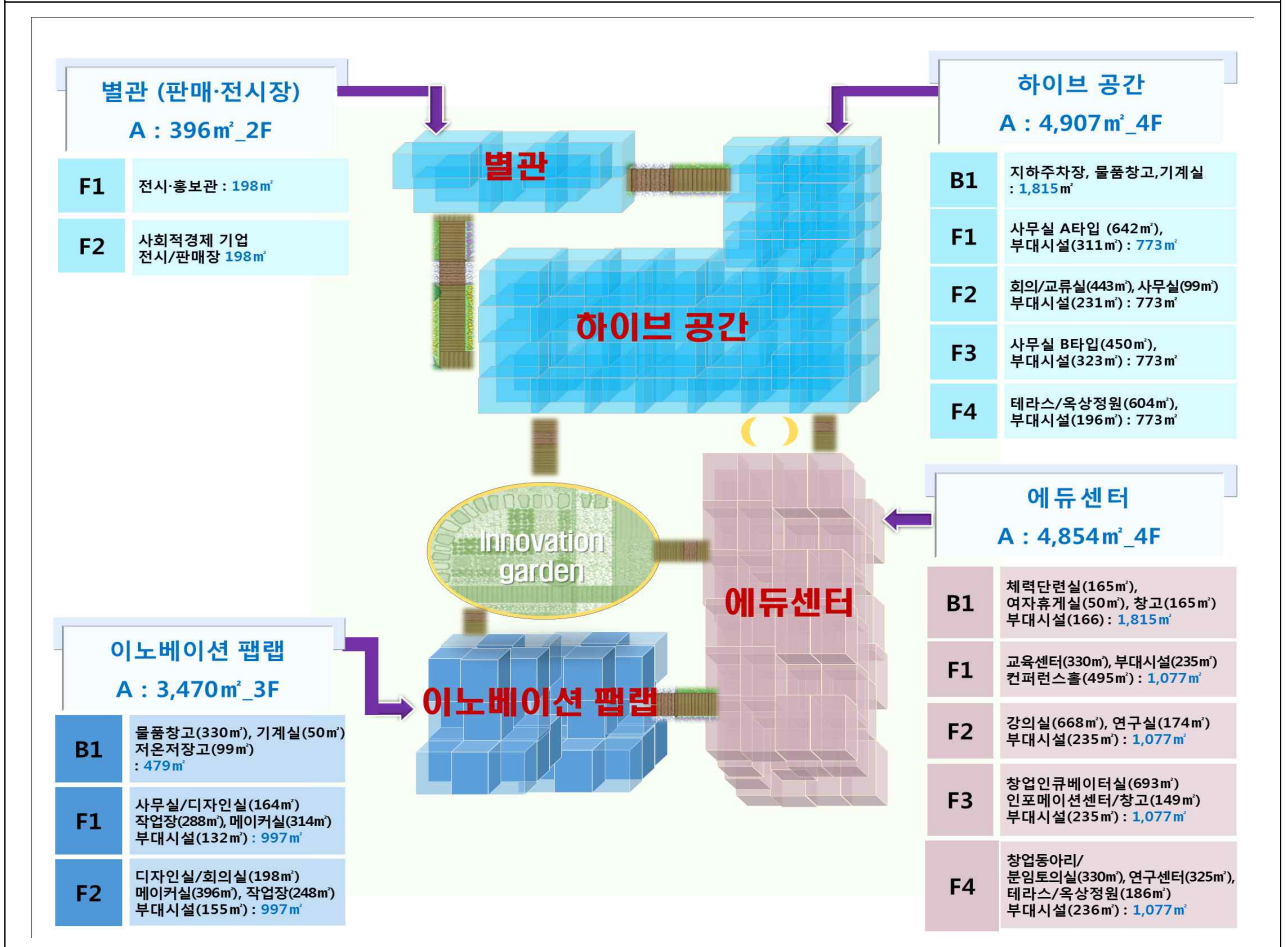 별관 (판매·전시장)
A : 396㎡_2F
F1
전시·홍보관 : 198㎡
F2
사회적경제 기업
전시/판매장 198㎡
하이브 공간
A : 4,907㎡_4F
B1
지하주차장, 물품창고,기계실
: 1,815㎡
F1
사무실 A타입 (642㎡),
부대시설(311㎡) : 773㎡
F2
회의/교류실(443㎡), 사무실(99㎡)
부대시설(231㎡) : 773㎡
F3
사무실 B타입(450㎡),
부대시설(323㎡) : 773㎡
F4
테라스/옥상정원(604㎡),
부대시설(196㎡) : 773㎡
별관
하이브 공간
Innovation
garden
에듀센터
이노베이션 팹랩
에듀센터
A : 4,854㎡_4F
B1
체력단련실(165㎡),
여자휴게실(50㎡), 창고(165㎡)
부대시설(166) : 1,815㎡
F1
교육센터(330㎡), 부대시설(235㎡)
컨퍼런스홀(495㎡) : 1,077㎡
F2
강의실(668㎡), 연구실(174㎡)
부대시설(235㎡) : 1,077㎡
F3
창업인큐베이터실(693㎡)
인포메이션센터/창고(149㎡)
부대시설(235㎡) : 1,077㎡
F4
창업동아리/
분임토의실(330㎡), 연구센터(325㎡),
테라스/옥상정원(186㎡)
부대시설(236㎡) : 1,077㎡
이노베이션 팹랩
A : 3,470㎡_3F
B1
물품창고(330㎡), 기계실(50㎡)
저온저장고(99㎡)
: 479㎡
F1
사무실/디자인실(164㎡)
작업장(288㎡), 메이커실(314㎡)
부대시설(132㎡) : 997㎡
F2
디자인실/회의실(198㎡)
메이커실(396㎡), 작업장(248㎡)
부대시설(155㎡) : 997㎡